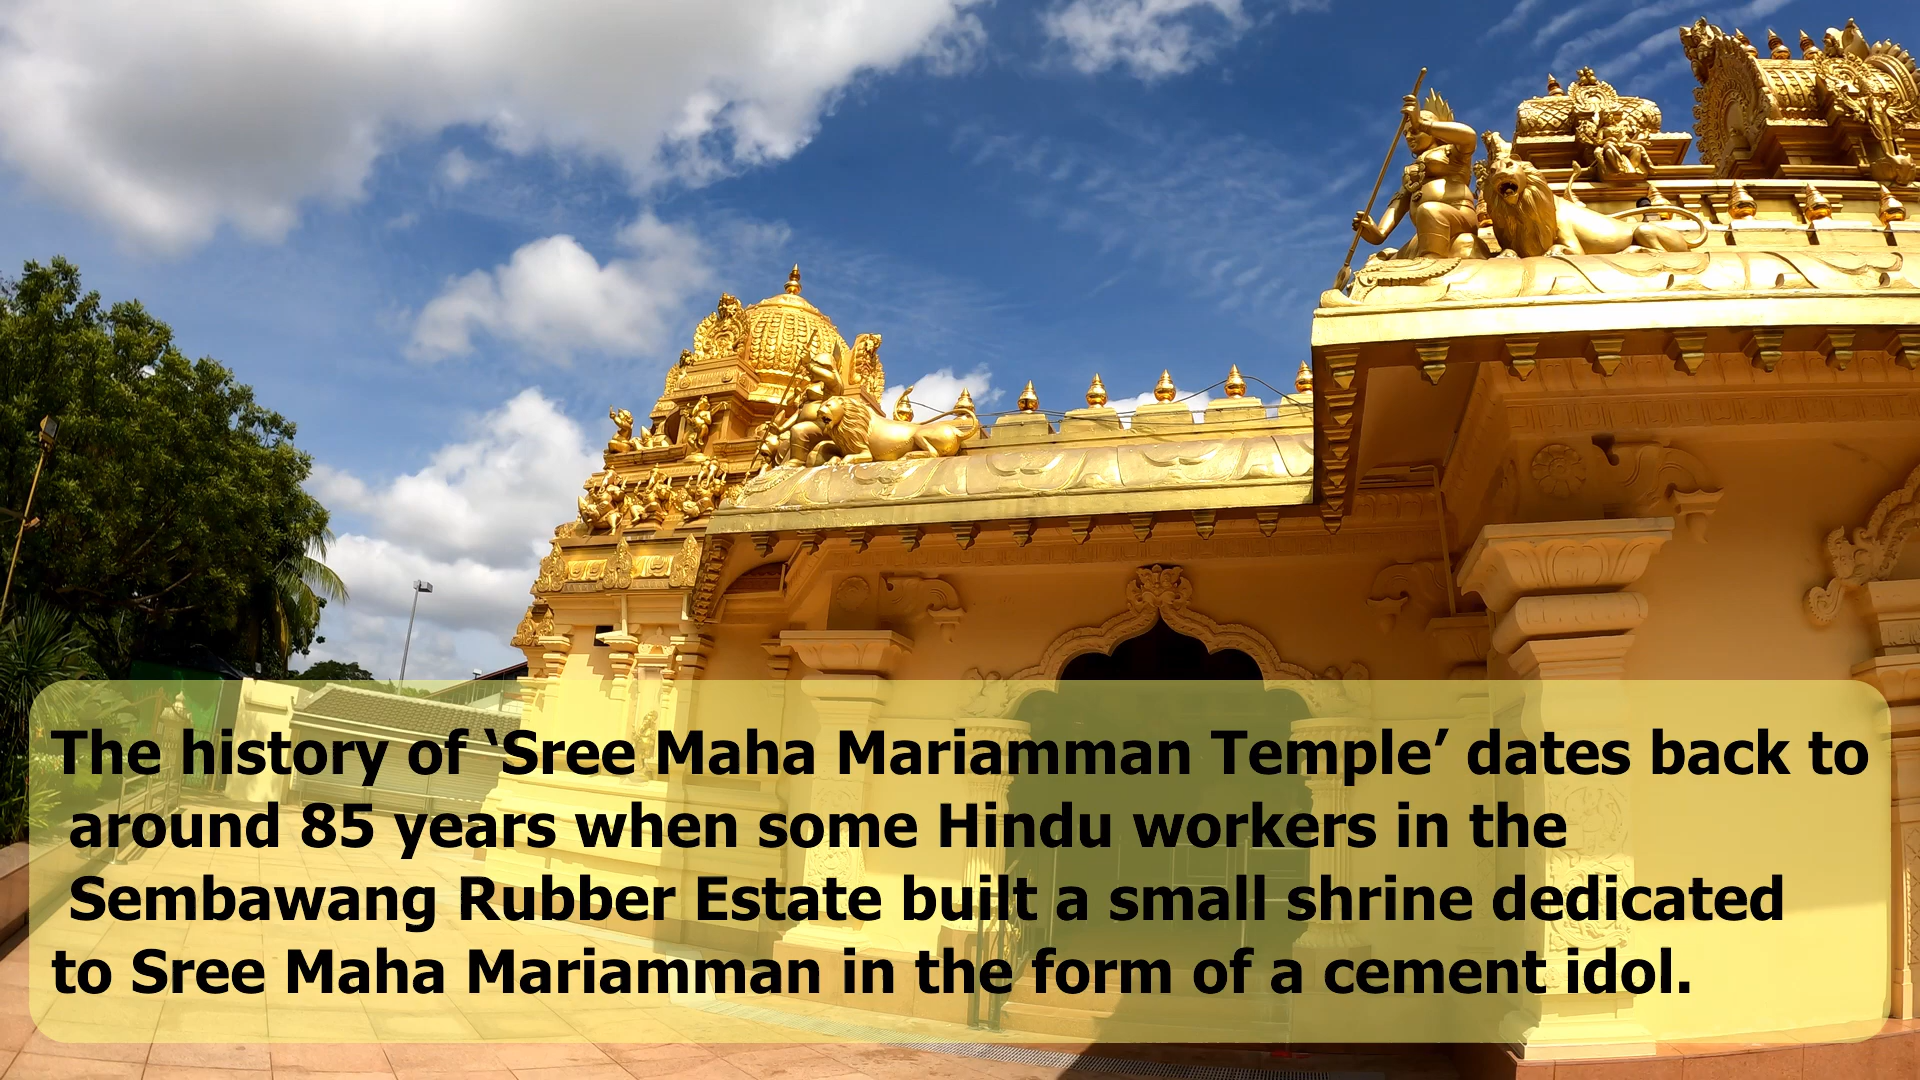 The history of ‘Sree Maha Mariamman Temple’ dates back to
around 85 years when some Hindu workers in the
Sembawang Rubber Estate built a small shrine dedicated
to Sree Maha Mariamman in the form of a cement idol.